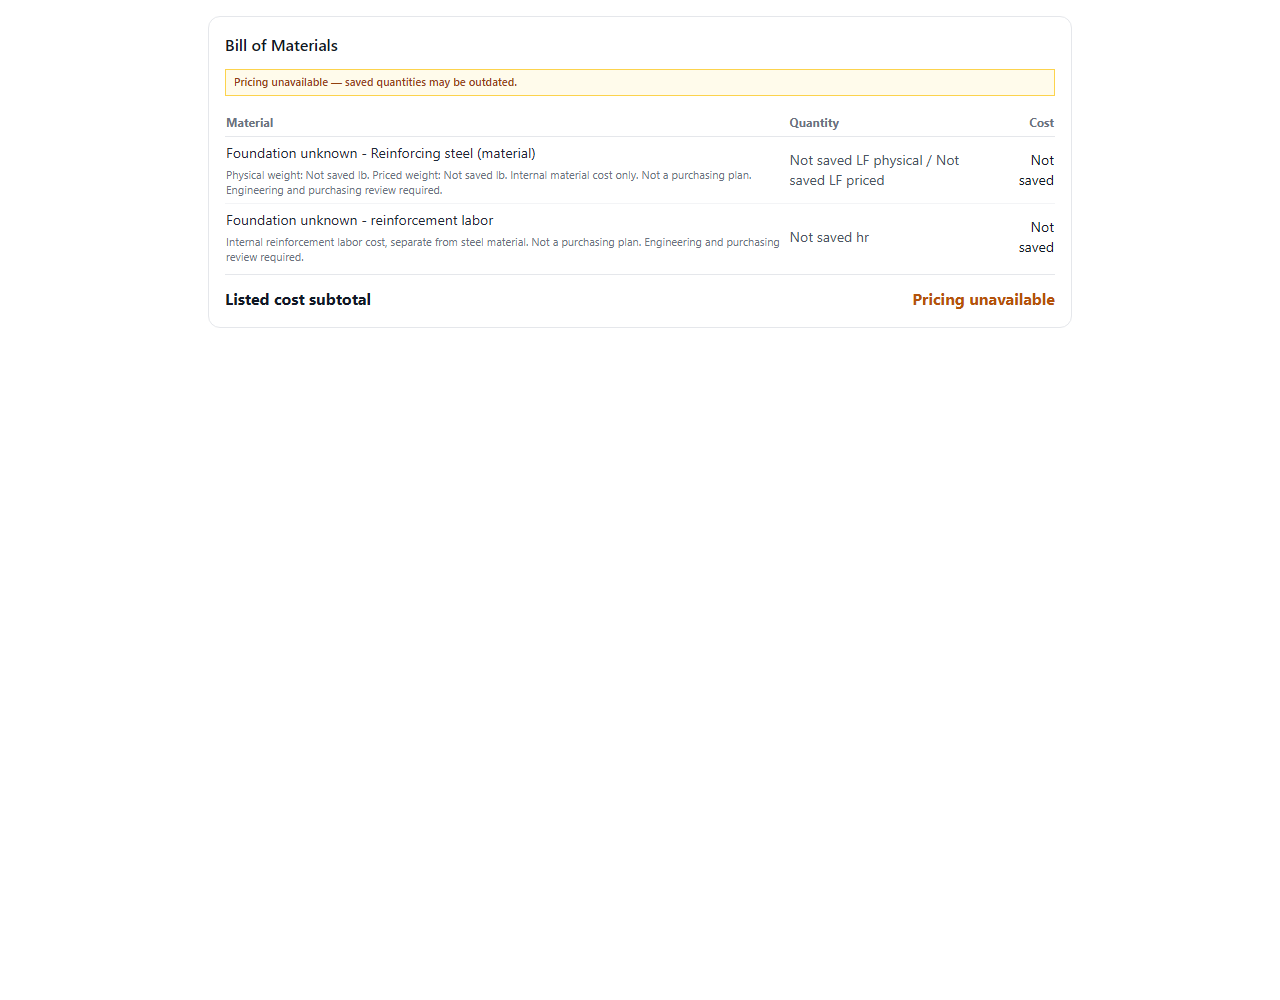 Bill of Materials
Pricing unavailable — saved quantities may be outdated.
Material Quantity Cost
Foundation unknown - Reinforcing steel (material)
Physical weight: Not saved lb. Priced weight: Not saved lb. Internal material cost only. Not a purchasing plan.
Engineering and purchasing review required.
Not saved LF physical / Not
saved LF priced
Not
saved
Foundation unknown - reinforcement labor
Internal reinforcement labor cost, separate from steel material. Not a purchasing plan. Engineering and purchasing
review required.
Not saved hr
Not
saved
Listed cost subtotal Pricing unavailable